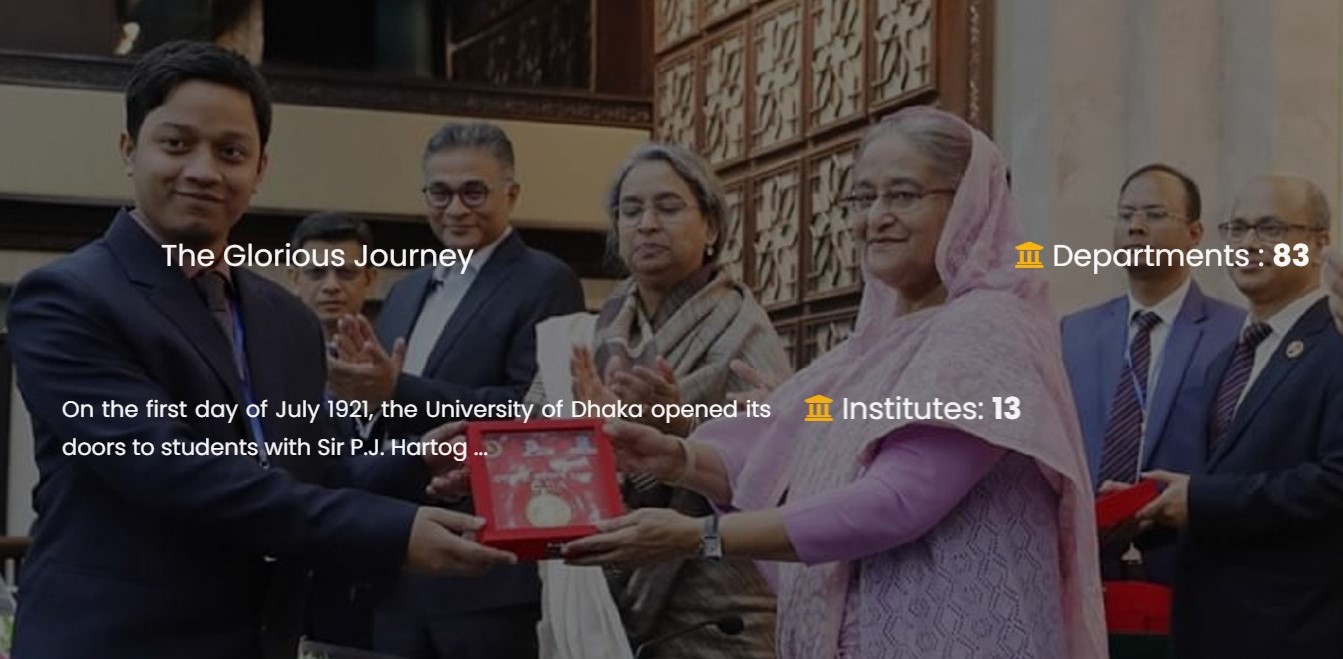 The Glorious Journey
Departments : 83
On the first day of July 1921, the University of Dhaka opened its
doors to students with Sir P.J. Hartog ...
Institutes: 13